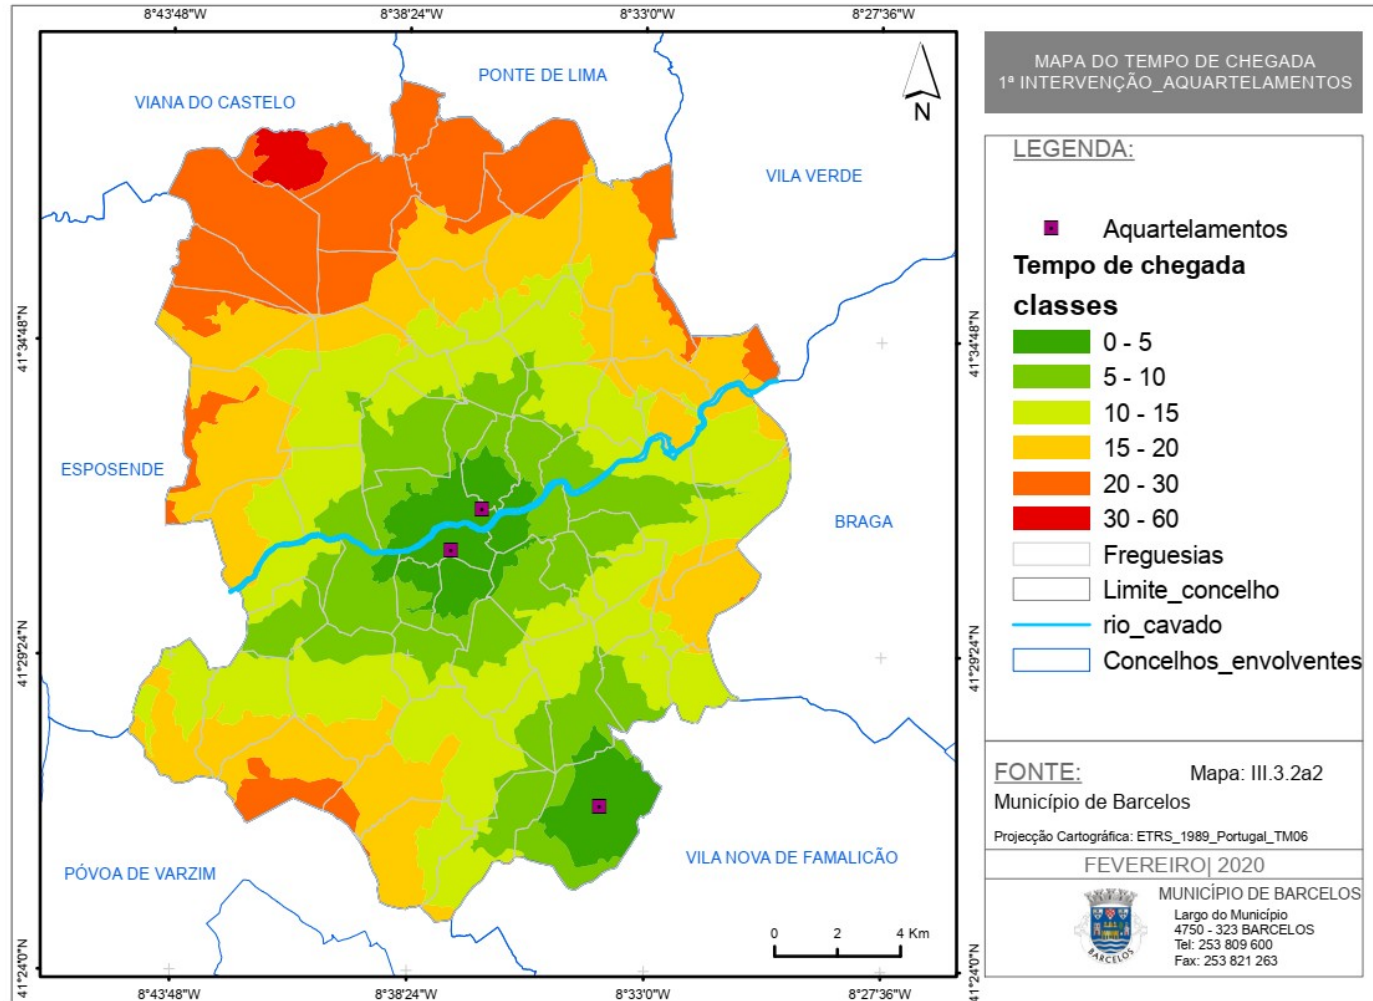 8°43'48"W
8°38'24"W
8°33'0"W
8°27'36"W
PONTE DE LIMA
VIANA DO CASTELO
N
VILA VERDE
41°34'48"N
41°34'48"N
ESPOSENDE
BRAGA
41°29'24"N
41°29'24"N
PÓVOA DE VARZIM
VILA NOVA DE FAMALICÃO
0 2 4 Km
41°24'0"N
41°24'0"N
8°43'48"W
8°38'24"W
8°33'0"W
8°27'36"W
MAPA DO TEMPO DE CHEGADA
1ª INTERVENÇÃO_AQUARTELAMENTOS
LEGENDA:
Aquartelamentos
Tempo de chegada
classes
0 - 5
5 - 10
10 - 15
15 - 20
20 - 30
30 - 60
Freguesias
Limite_concelho
rio_cavado
Concelhos_envolventes
FONTE: Mapa: III.3.2a2
Município de Barcelos
Projecção Cartográfica: ETRS_1989_Portugal_TM06
FEVEREIRO| 2020
MUNICÍPIO DE BARCELOS
Largo do Município
4750 - 323 BARCELOS
Tel: 253 809 600
Fax: 253 821 263
BARCELOS